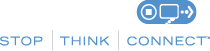 STOP | THINK | CONNECT™